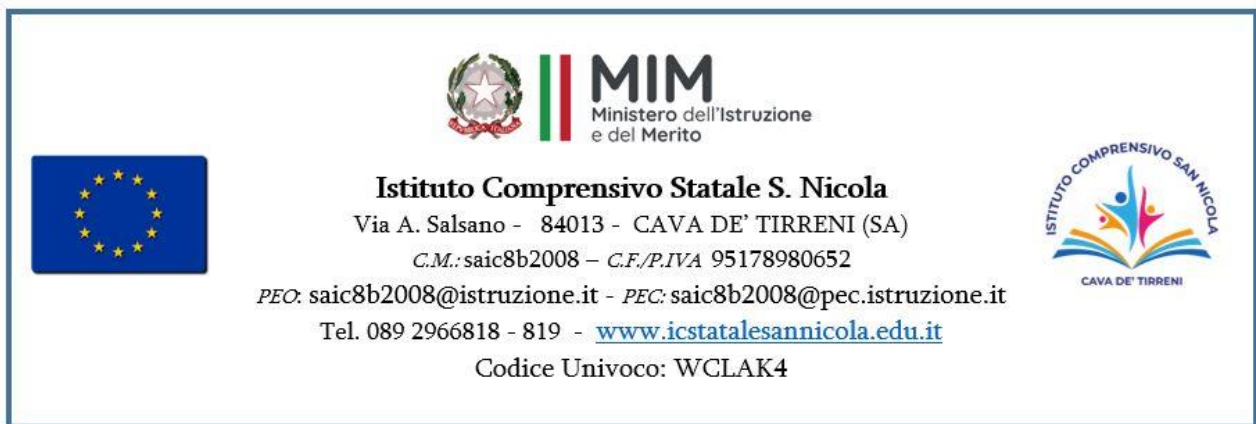 MIM
Ministero dell'Istruzione
e del Merito
REPVBBLICA ITALIANA
Istituto Comprensivo Statale S. Nicola
Via A. Salsano - 84013 - CAVA DE' TIRRENI (SA)
C.M.: saic8b2008 – C.F./P.IVA 95178980652
PEO: saic8b2008@istruzione.it - PEC: saic8b2008@pec.istruzione.it
Tel. 089 2966818 - 819 - www.icstatalesannicola.edu.it
Codice Univoco: WCLAK4
ISTITUTO COMPRENSIVO SAN NICOLA
CAVA DE' TIRRENI